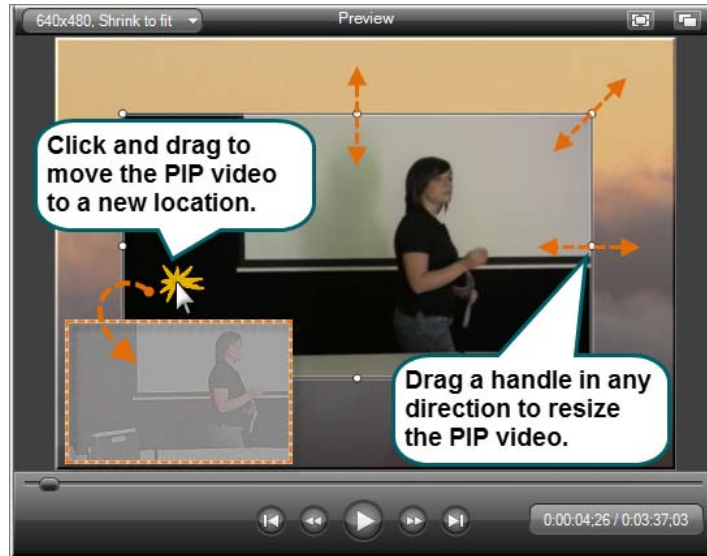 640x480, Shrink to fit
Preview
Click and drag to
move the PIP video
to a new location.
Drag a handle in any
direction to resize
the PIP video.
0:00:04;26 / 0:03:37;03